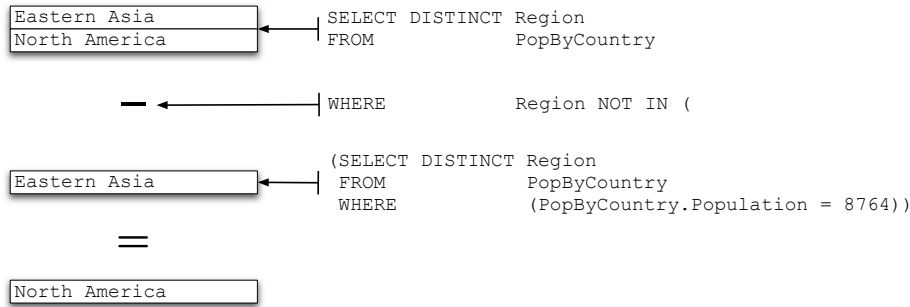 Eastern Asia SELECT DISTINCT Region
North America FROM PopByCountry
— WHERE Region NOT IN (
(SELECT DISTINCT Region
Eastern Asia FROM PopByCountry
WHERE (PopByCountry.Population = 8764))
=
North America